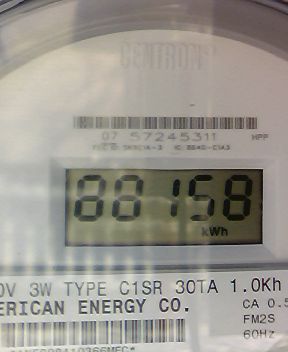 CENTRON
07 57245311 HPP
88158
kWh
0V 3W TYPE C1SR 30TA 1.0Kh
ERICAN ENERGY CO. CA 0.5
FM2S
60Hz